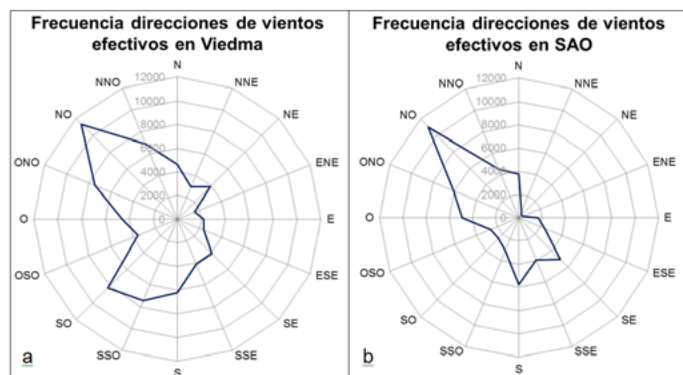 Frecuencia direcciones de vientos
efectivos en Viedma
N
NNE
NE
ENE
E
ESE
SE
SSE
S
SSO
SO
OSO
O
ONO
NO
NNO
12000
10000
8000
6000
4000
2000
0
a
Frecuencia direcciones de vientos
efectivos en SAO
N
NNE
NE
ENE
E
ESE
SE
SSE
S
SSO
SO
OSO
O
ONO
NO
NNO
12000
10000
8000
6000
4000
2000
0
b